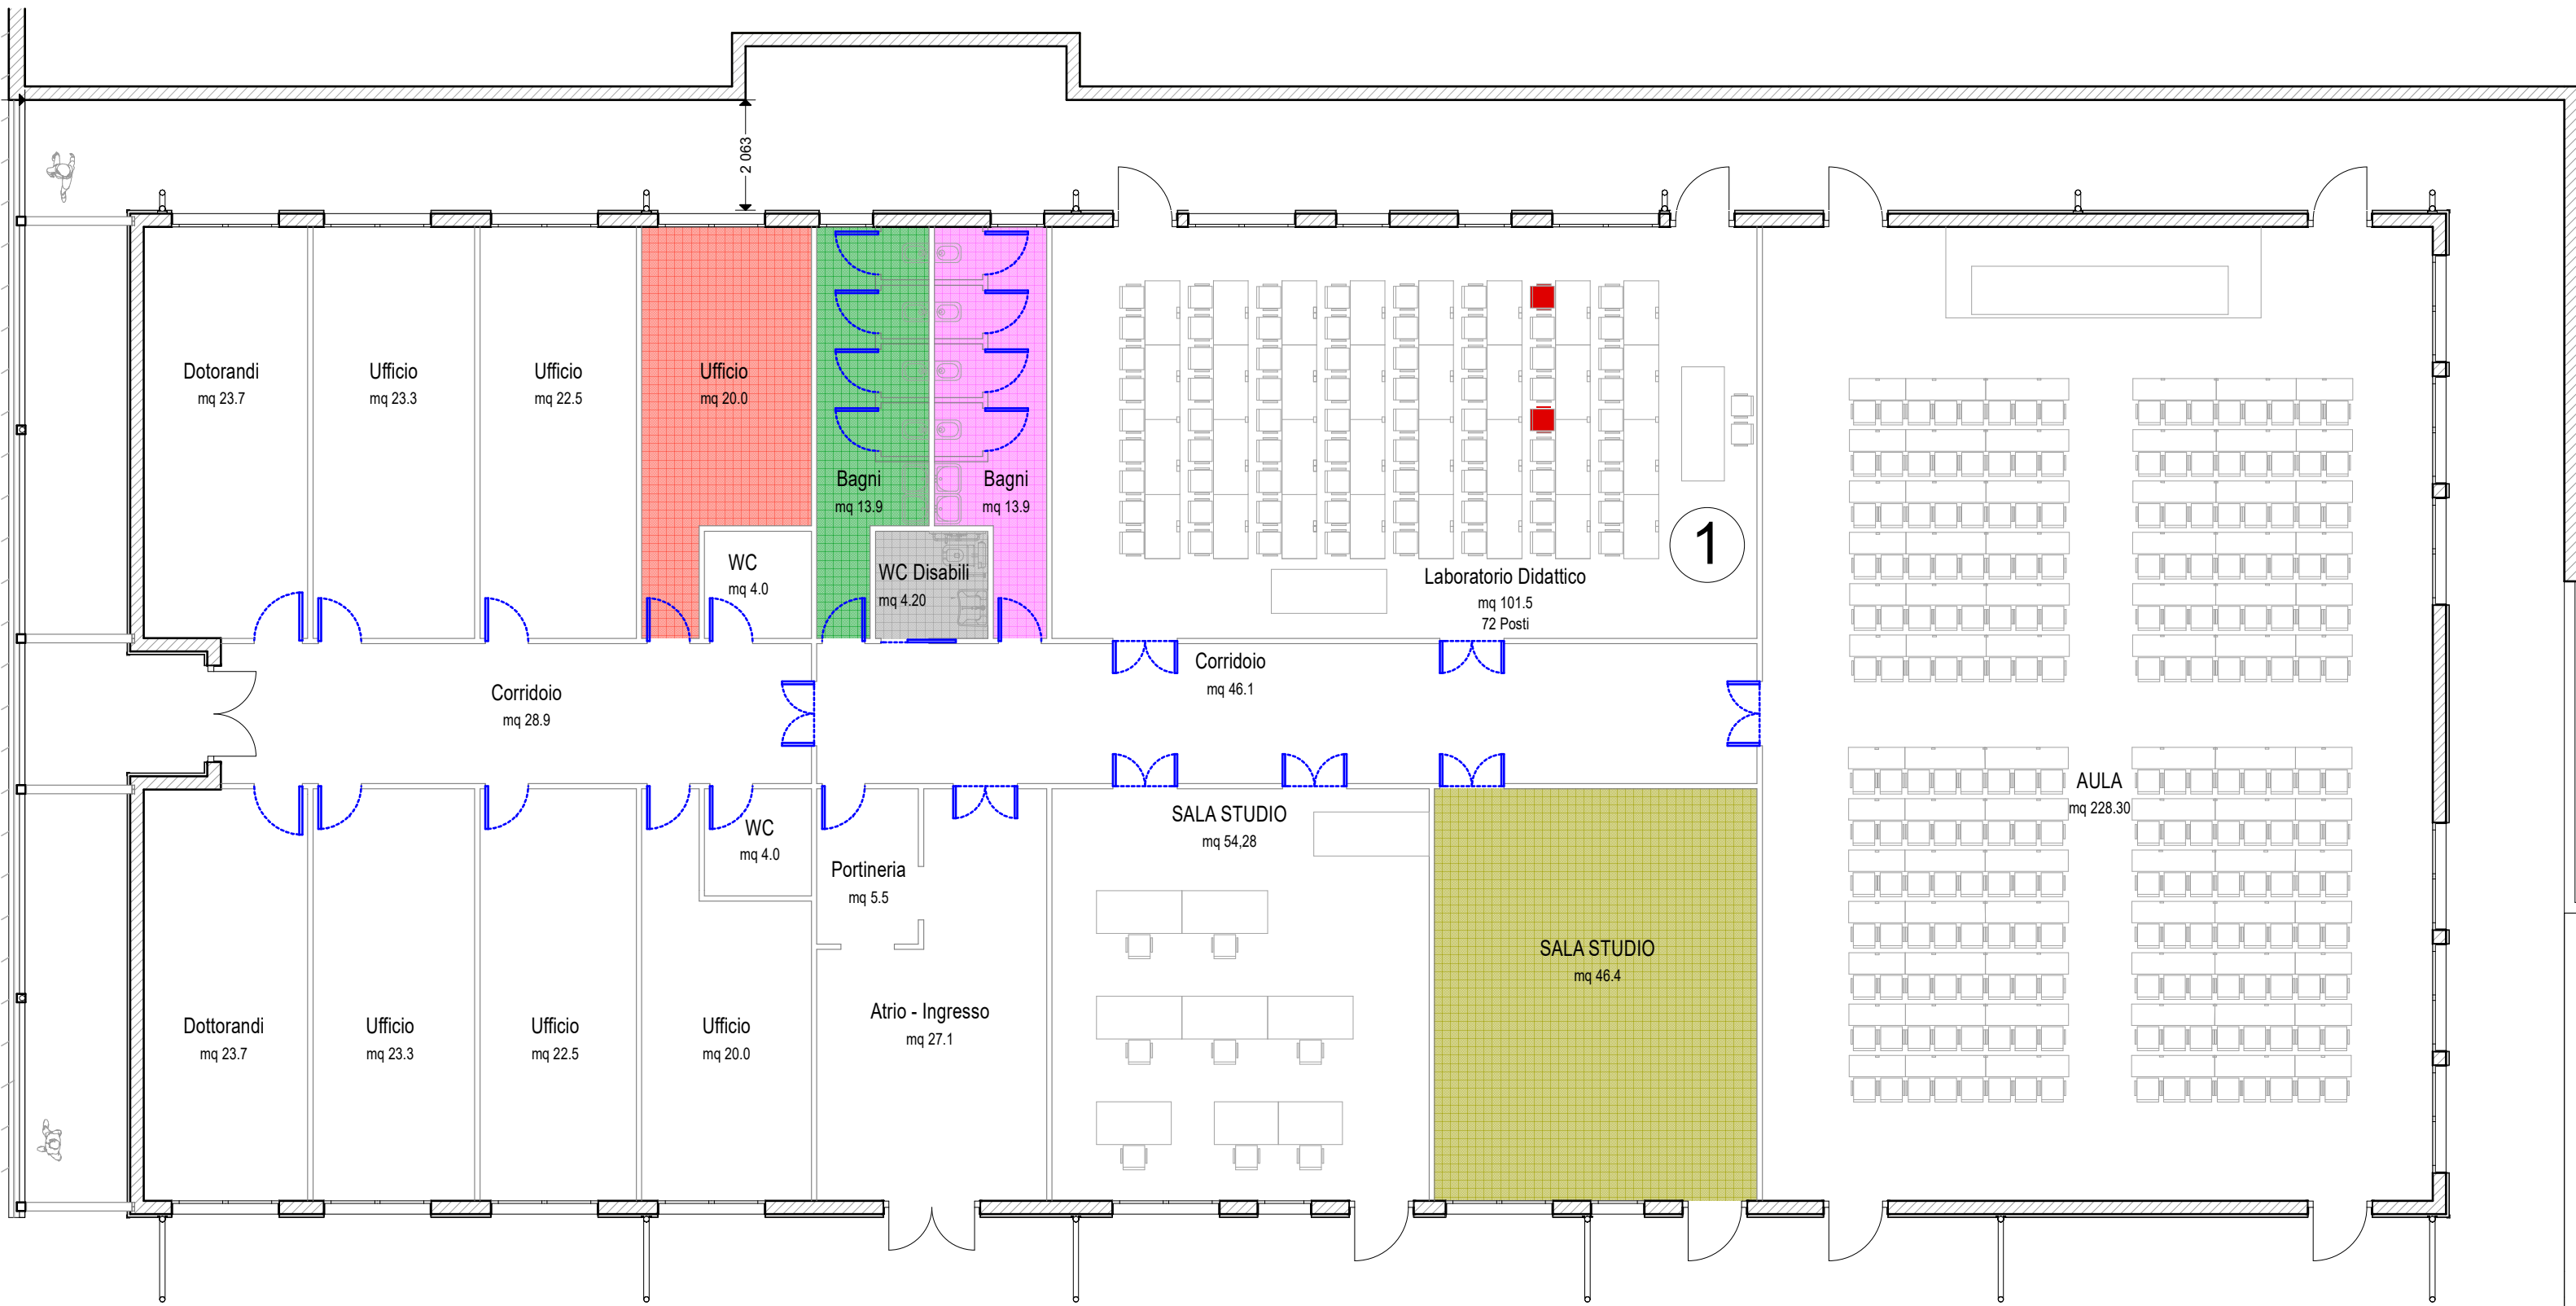 2 063
Dotorandi
mq 23.7
Ufficio
mq 23.3
Ufficio
mq 22.5
Ufficio
mq 20.0
WC
mq 4.0
Bagni
mq 13.9
Bagni
mq 13.9
WC Disabili
mq 4.20
1
Laboratorio Didattico
mq 101.5
72 Posti
Corridoio
mq 28.9
Corridoio
mq 46.1
AULA
mq 228.30
WC
mq 4.0
Portineria
mq 5.5
SALA STUDIO
mq 54,28
SALA STUDIO
mq 46.4
Dottorandi
mq 23.7
Ufficio
mq 23.3
Ufficio
mq 22.5
Ufficio
mq 20.0
Atrio - Ingresso
mq 27.1